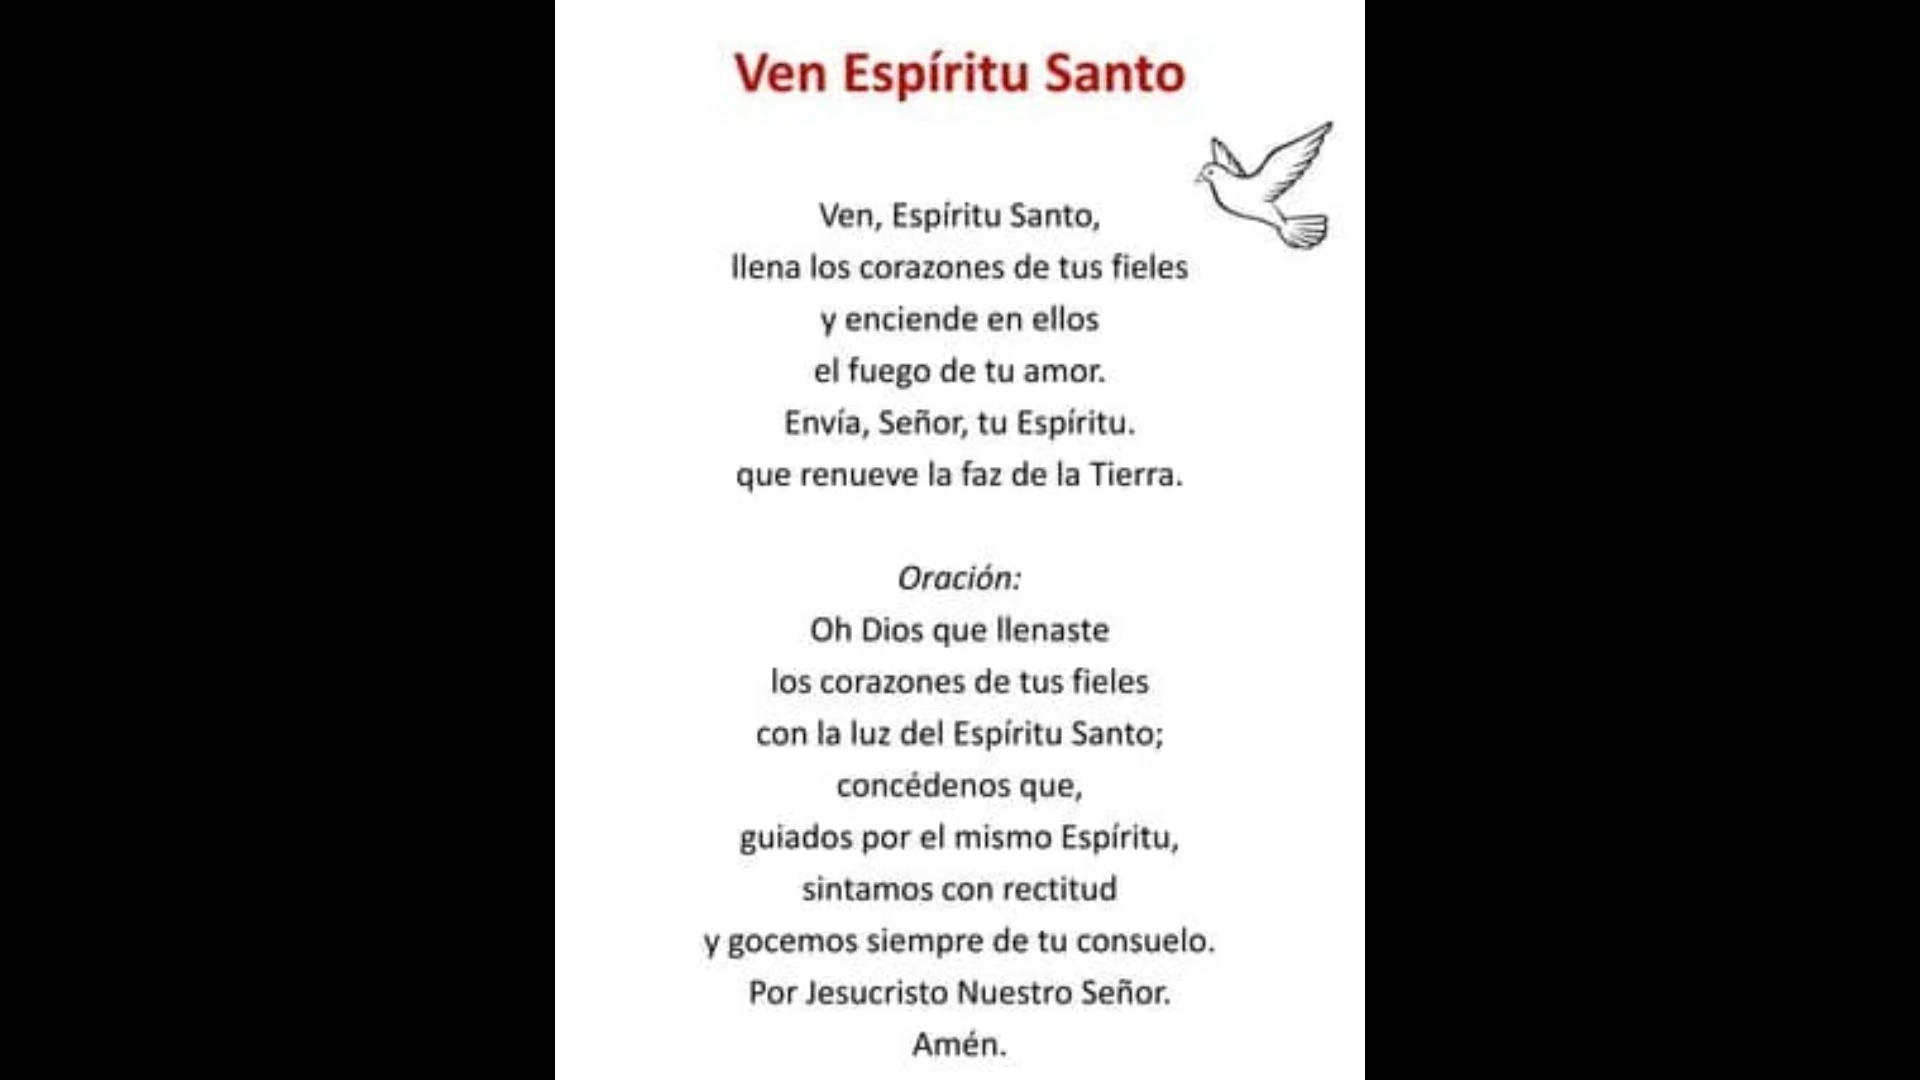 Ven Espíritu Santo
Ven, Espíritu Santo,
llena los corazones de tus fieles
y enciende en ellos
el fuego de tu amor.
Envía, Señor, tu Espíritu.
que renueve la faz de la Tierra.
Oración:
Oh Dios que llenaste
los corazones de tus fieles
con la luz del Espíritu Santo;
concédenos que,
guiados por el mismo Espíritu,
sintamos con rectitud
y gocemos siempre de tu consuelo.
Por Jesucristo Nuestro Señor.
Amén.